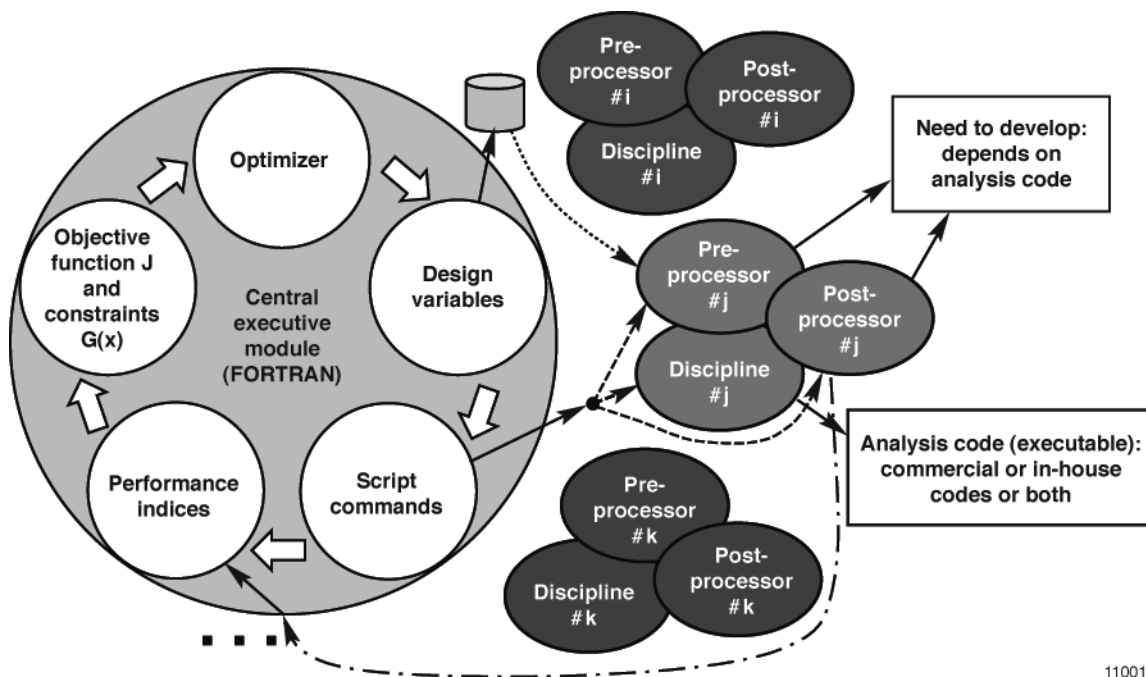 Optimizer
Design
variables
Script
commands
Performance
indices
Objective
function J
and
constraints
G(x)
Central
executive
module
(FORTRAN)
Pre-
processor
#i
Post-
processor
#i
Discipline
#i
Need to develop:
depends on
analysis code
Pre-
processor
#j
Post-
processor
#j
Discipline
#j
Analysis code (executable):
commercial or in-house
codes or both
Pre-
processor
#k
Post-
processor
#k
Discipline
#k
11001